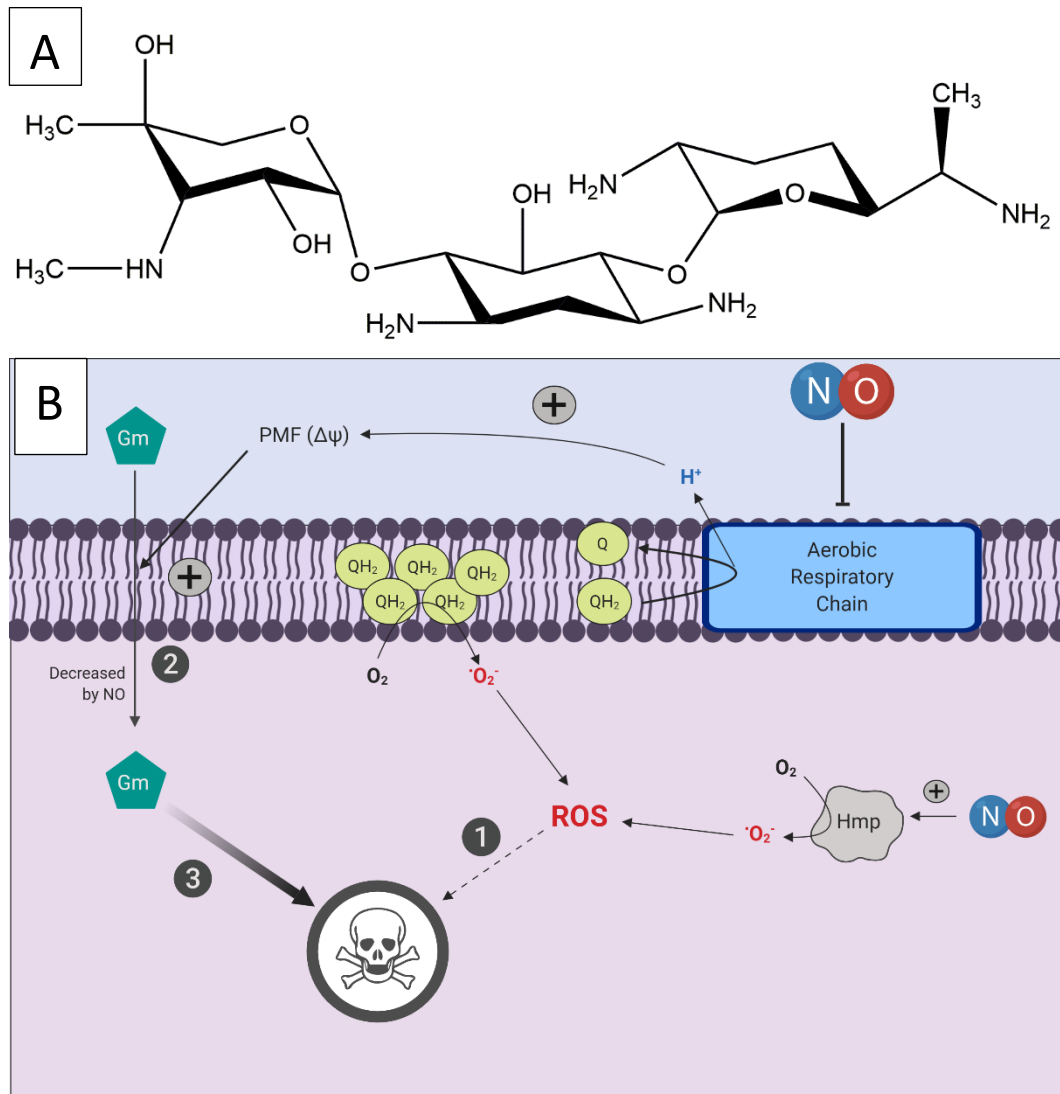 A
OH
H₃C
O
OH
HN
H₃C
O
OH
H₂N
NH₂
O
H₂N
O
CH₃
NH₂
B
N O
Gm
PMF (Δψ)
+
H⁺
+
QH₂
QH₂
QH₂
QH₂
QH₂
Q
QH₂
Aerobic
Respiratory
Chain
2
Decreased
by NO
O₂
·O₂⁻
Gm
3
1
ROS
·O₂⁻
O₂
Hmp
+
N O